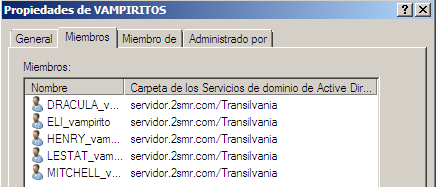 Propiedades de VAMPIRITOS
General Miembros Miembro de Administrado por
Miembros:
Nombre Carpeta de los Servicios de dominio de Active Dir...
DRACULA_v... servidor.2smr.com/Transilvania
ELI_vampirito servidor.2smr.com/Transilvania
HENRY_vam... servidor.2smr.com/Transilvania
LESTAT_vam... servidor.2smr.com/Transilvania
MITCHELL_v... servidor.2smr.com/Transilvania